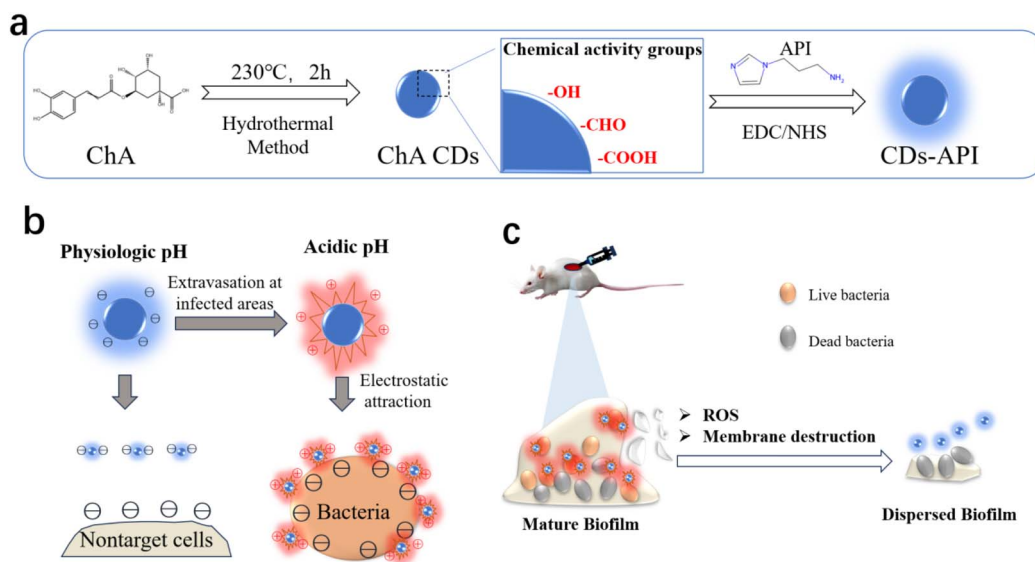 a
230℃, 2h
Hydrothermal
Method
ChA
ChA CDs
Chemical activity groups
-OH
-CHO
-COOH
API
NH₂
EDC/NHS
CDs-API
b
Physiologic pH
Acidic pH
Extravasation at
infected areas
Electrostatic
attraction
Nontarget cells
Bacteria
c
Live bacteria
Dead bacteria
➢ ROS
➢ Membrane destruction
Mature Biofilm
Dispersed Biofilm